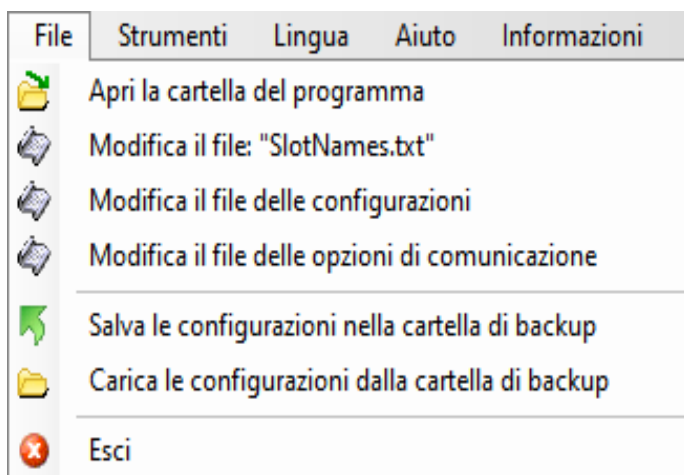 File Strumenti Lingua Aiuto Informazioni
Apri la cartella del programma
Modifica il file: "SlotNames.txt"
Modifica il file delle configurazioni
Modifica il file delle opzioni di comunicazione
Salva le configurazioni nella cartella di backup
Carica le configurazioni dalla cartella di backup
Esci